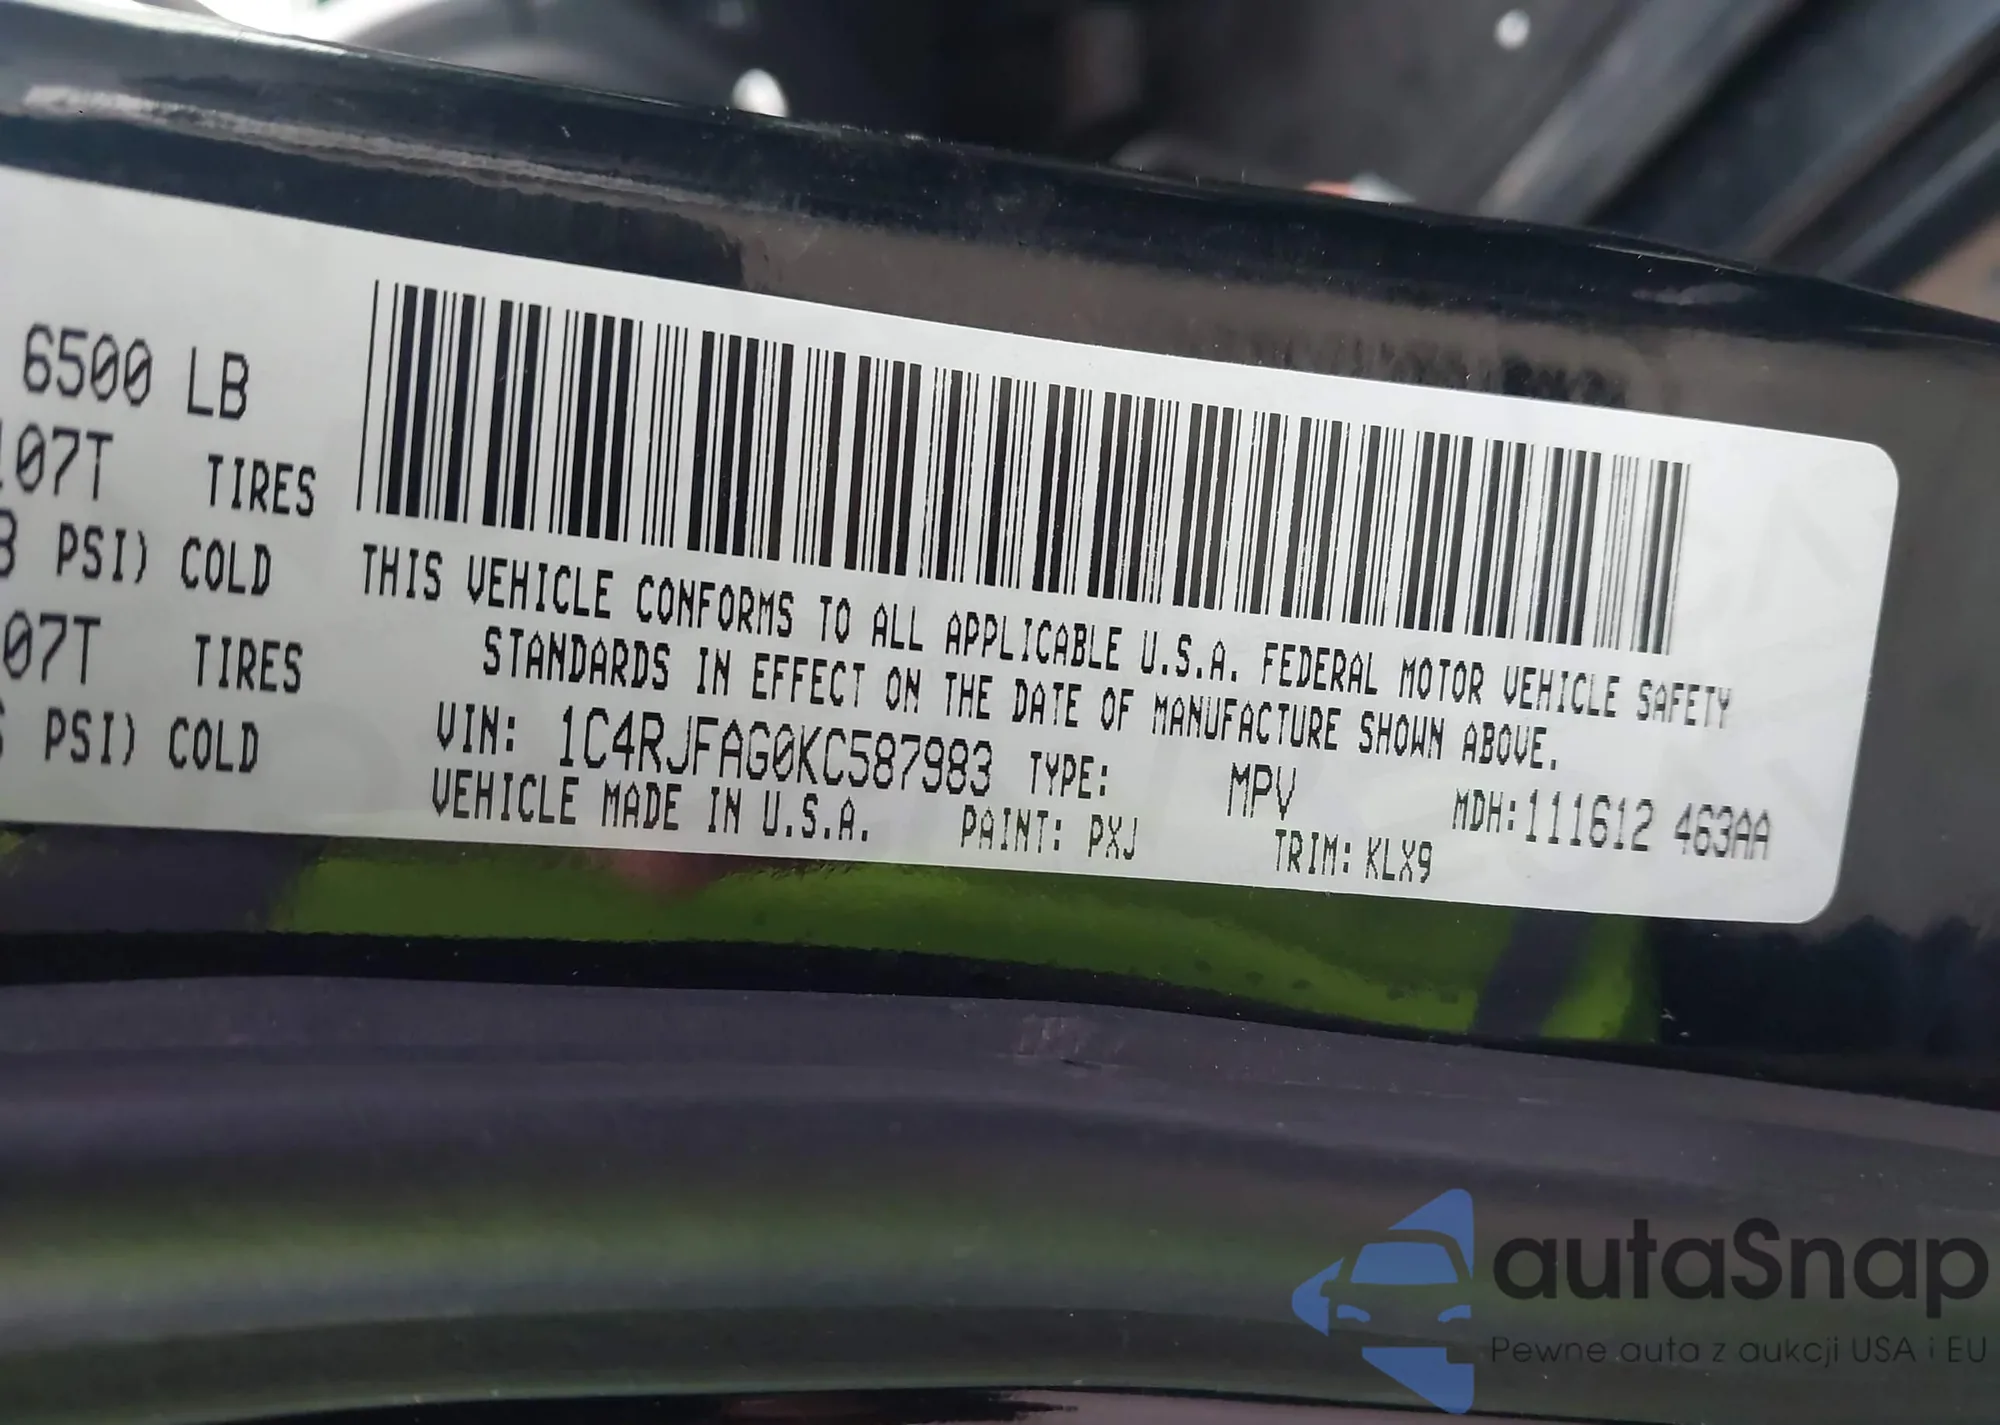 6500 LB
107T TIRES
PSI) COLD
07T TIRES
PSI) COLD
THIS VEHICLE CONFORMS TO ALL APPLICABLE U.S.A. FEDERAL MOTOR VEHICLE SAFETY
STANDARDS IN EFFECT ON THE DATE OF MANUFACTURE SHOWN ABOVE.
VIN: 1C4RJFAG0KC587983 TYPE: MPV MDH:111612 463AA
VEHICLE MADE IN U.S.A. PAINT: PXJ TRIM: KLX9
autaSnap
Pewne auta z aukcji USA i EU